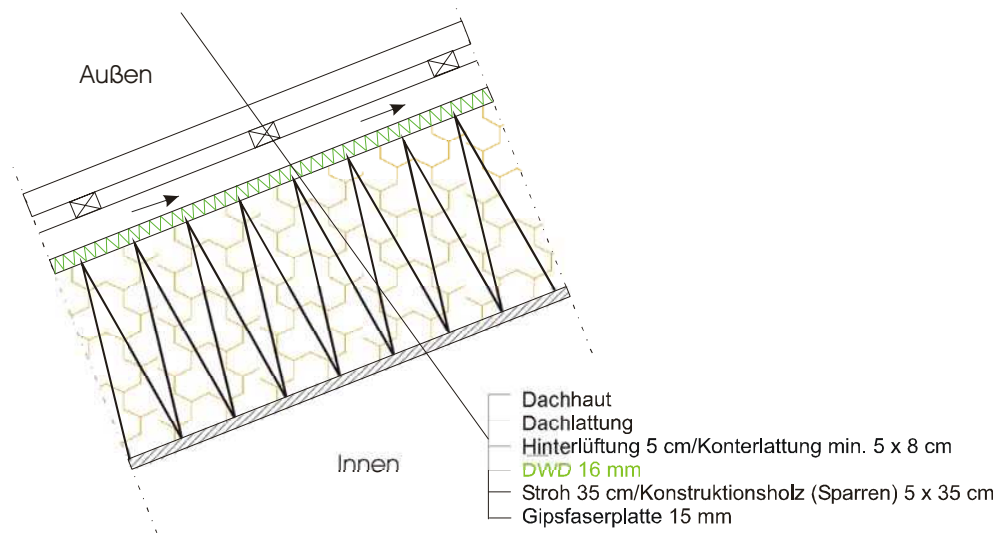 Außen
Innen
Dachhaut
Dachlattung
Hinterlüftung 5 cm/Konterlattung min. 5 x 8 cm
DWD 16 mm
Stroh 35 cm/Konstruktionsholz (Sparren) 5 x 35 cm
Gipsfaserplatte 15 mm